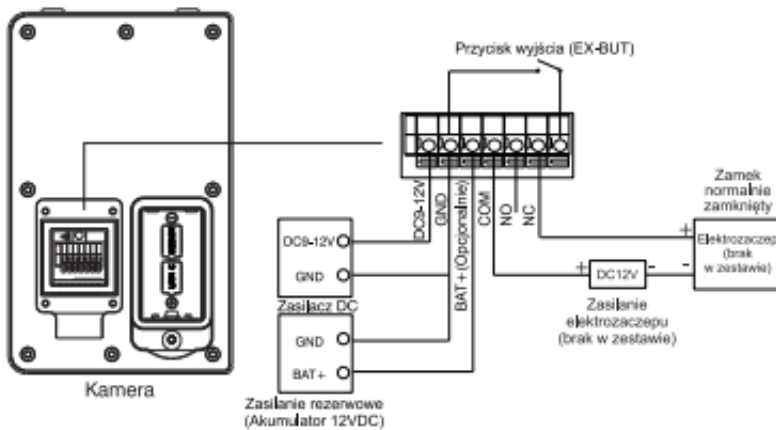 Przycisk wyjścia (EX-BUT)
DC9-12V
GND
BAT+(Opcjonalnie)
COM
NO
NC
Zamek
normalnie
zamknięty
+
Elektrozaczep
(brak
w zestawie)
-
+
DC12V
-
Zasilanie
elektrozaczepu
(brak w zestawie)
DC9-12V
GND
Zasilacz DC
GND
BAT+
Zasilanie rezerwowe
(Akumulator 12VDC)
Kamera